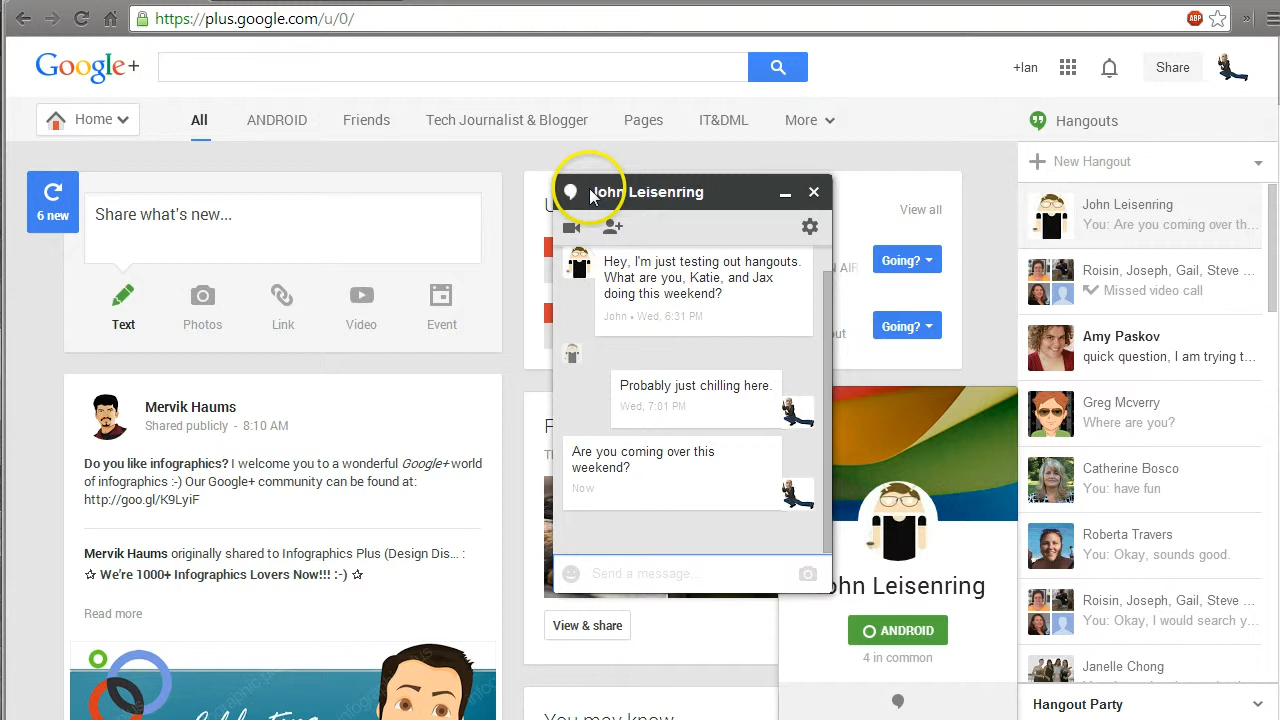 https://plus.google.com/u/0/
ABP
Google+
+Ian
Share
Home
All
ANDROID
Friends
Tech Journalist & Blogger
Pages
IT&DML
More
Hangouts
6 new
Share what's new...
Text
Photos
Link
Video
Event
View all
Going?
Going?
John Leisenring
Hey, I'm just testing out hangouts.
What are you, Katie, and Jax
doing this weekend?
John • Wed, 6:31 PM
Probably just chilling here.
Wed, 7:01 PM
Are you coming over this
weekend?
Now
Send a message...
View & share
Mervik Haums
Shared publicly - 8:10 AM
Do you like infographics? I welcome you to a wonderful Google+ world
of infographics :-) Our Google+ community can be found at:
http://goo.gl/K9LyiF
Mervik Haums originally shared to Infographics Plus (Design Dis... :
☆ We're 1000+ Infographics Lovers Now!!! :-) ☆
Read more
You may know
John Leisenring
ANDROID
4 in common
New Hangout
John Leisenring
You: Are you coming over th...
Roisin, Joseph, Gail, Steve ...
Missed video call
Amy Paskov
quick question, I am trying t...
Greg Mcverry
Where are you?
Catherine Bosco
You: have fun
Roberta Travers
You: Okay, sounds good.
Roisin, Joseph, Gail, Steve ...
You: Okay, I would search y...
Janelle Chong
Hangout Party